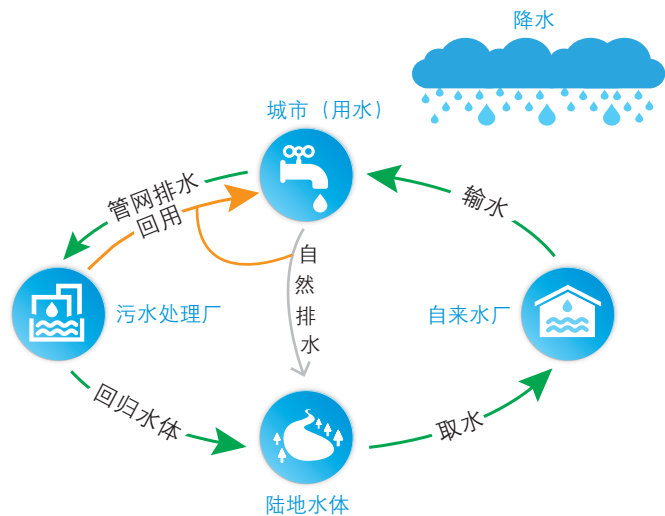 降水
城市（用水）
管网排水
回用
输水
自然排水
污水处理厂
自来水厂
回归水体
取水
陆地水体